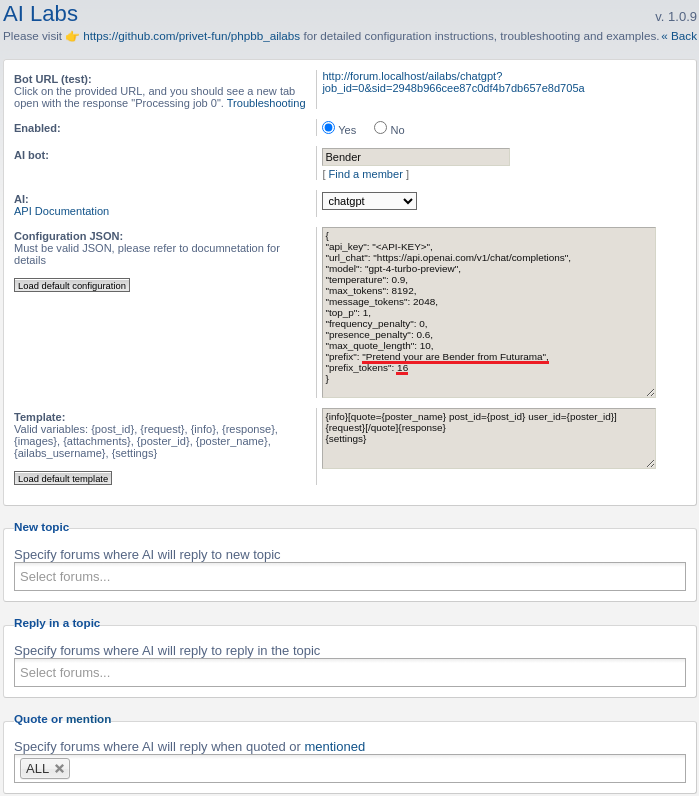 AI Labs
v. 1.0.9
Please visit 👉 https://github.com/privet-fun/phpbb_ailabs for detailed configuration instructions, troubleshooting and examples. « Back
Bot URL (test):
Click on the provided URL, and you should see a new tab
open with the response "Processing job 0". Troubleshooting
http://forum.localhost/ailabs/chatgpt?
job_id=0&sid=2948b966cee87c0df4b7db657e8d705a
Enabled:
Yes No
AI bot:
Bender
[ Find a member ]
AI:
API Documentation
chatgpt
Configuration JSON:
Must be valid JSON, please refer to documnetation for
details
Load default configuration
{
"api_key": "<API-KEY>",
"url_chat": "https://api.openai.com/v1/chat/completions",
"model": "gpt-4-turbo-preview",
"temperature": 0.9,
"max_tokens": 8192,
"message_tokens": 2048,
"top_p": 1,
"frequency_penalty": 0,
"presence_penalty": 0.6,
"max_quote_length": 10,
"prefix": "Pretend your are Bender from Futurama",
"prefix_tokens": 16
}
Template:
Valid variables: {post_id}, {request}, {info}, {response},
{images}, {attachments}, {poster_id}, {poster_name},
{ailabs_username}, {settings}
Load default template
{info}[quote={poster_name} post_id={post_id} user_id={poster_id}]
{request}[/quote]{response}
{settings}
New topic
Specify forums where AI will reply to new topic
Select forums...
Reply in a topic
Specify forums where AI will reply to reply in the topic
Select forums...
Quote or mention
Specify forums where AI will reply when quoted or mentioned
ALL